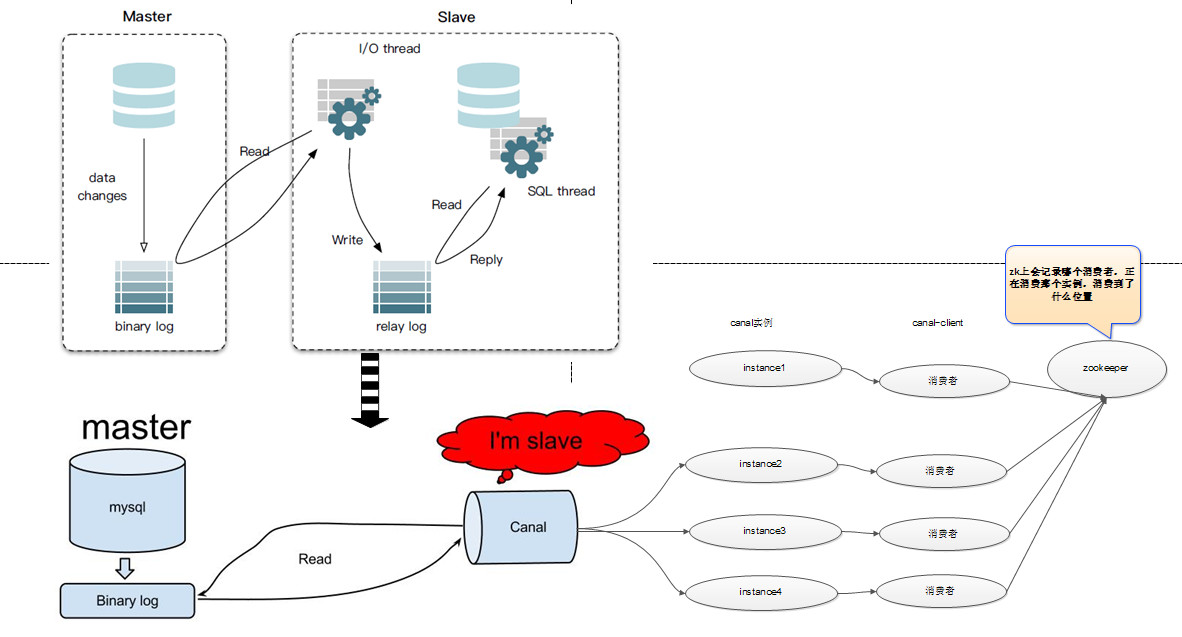 Master
Slave
I/O thread
Read
data
changes
SQL thread
Read
Write
Reply
binary log
relay log
zk上会记录哪个消费者，正
在消费那个实例，消费到了
什么位置
canal实例
canal-client
instance1
消费者
zookeeper
master
I'm slave
mysql
Canal
instance2
消费者
instance3
消费者
Read
Binary log
instance4
消费者